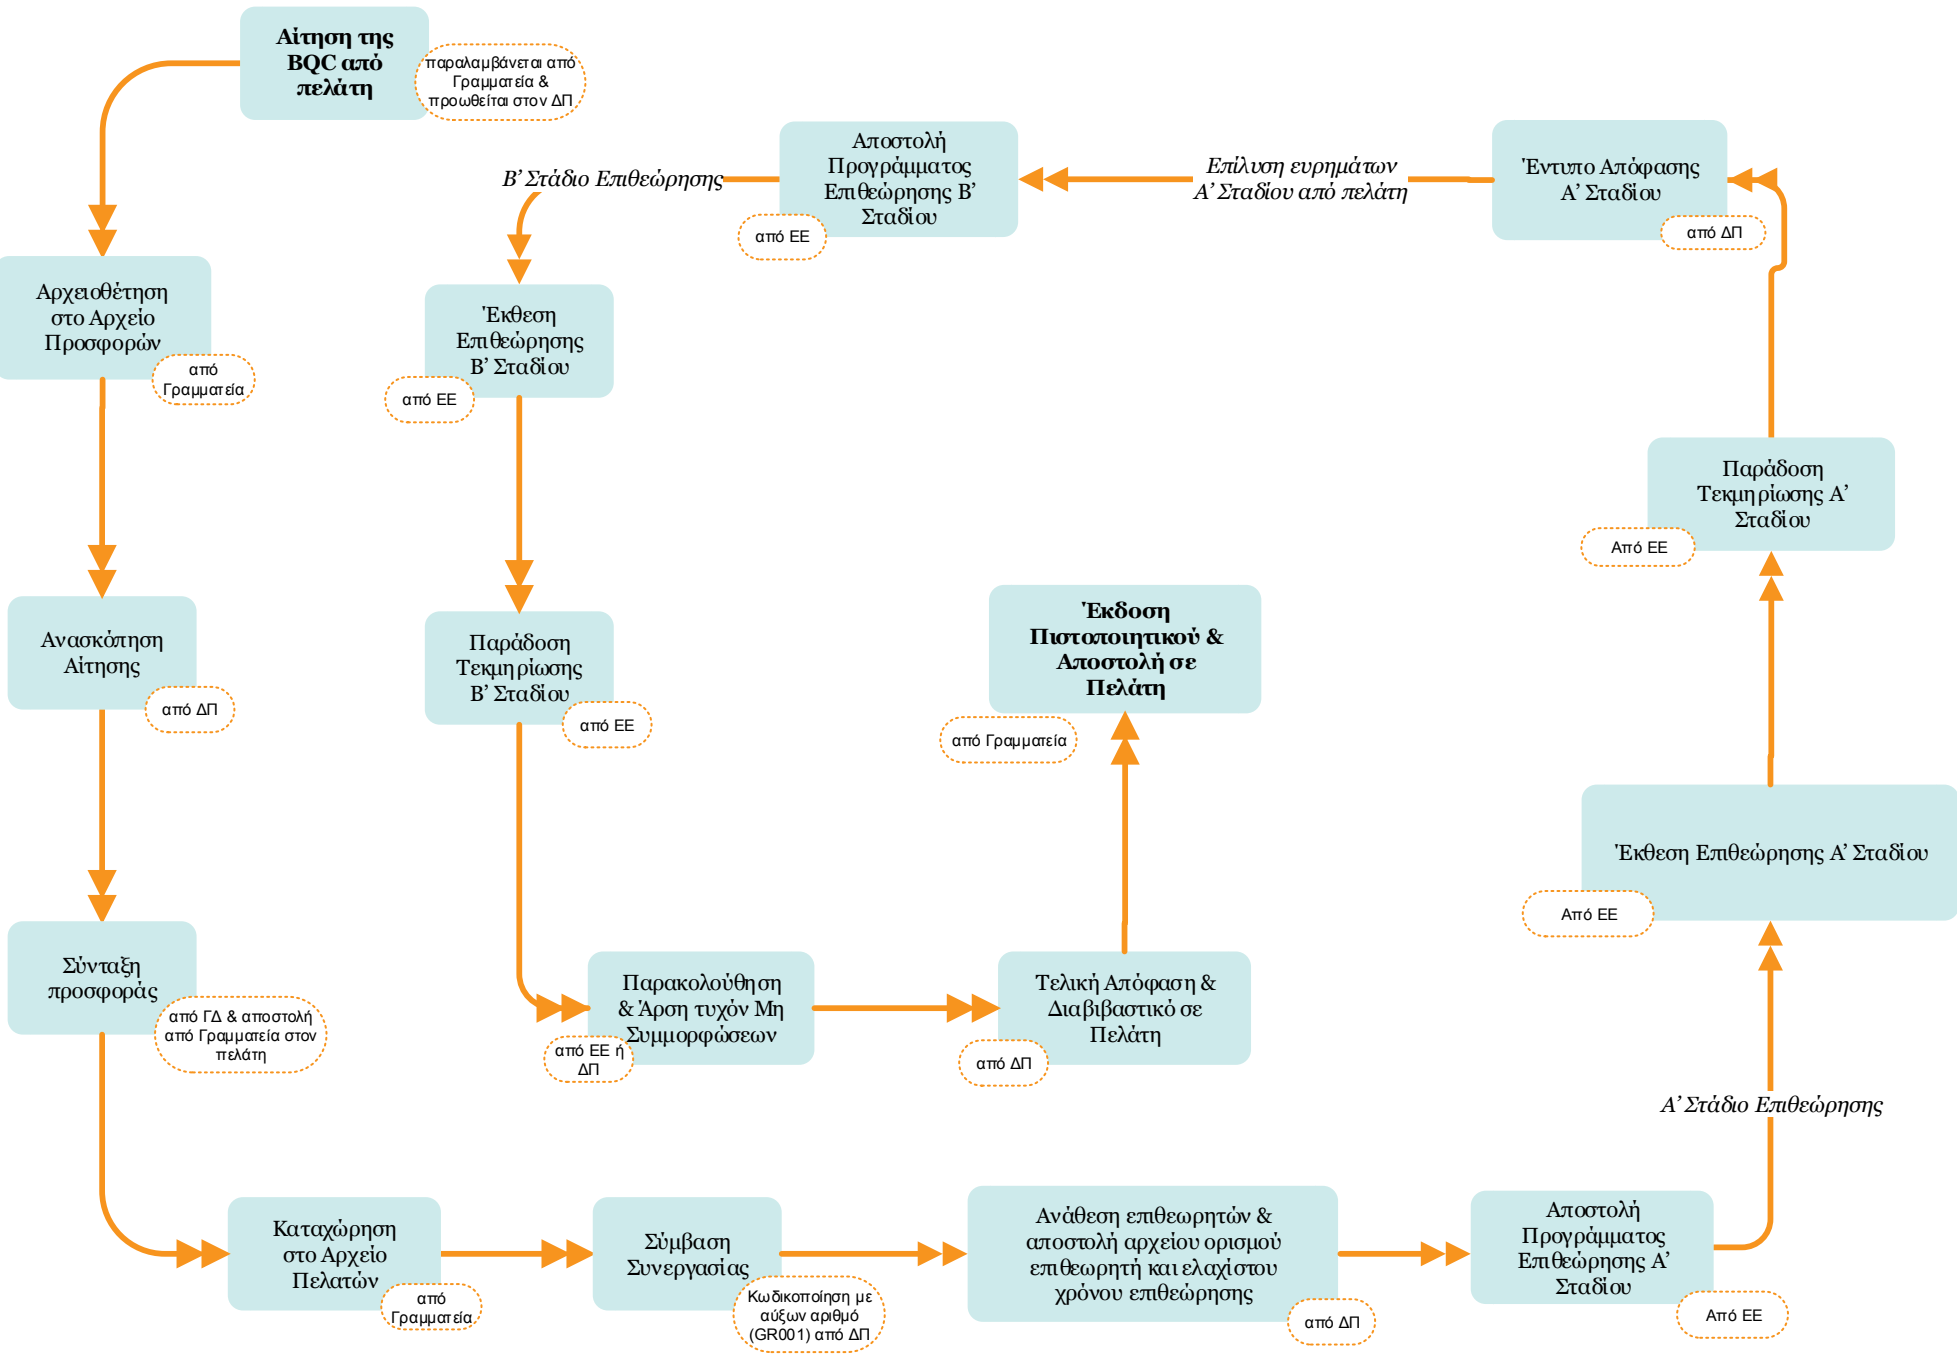 Αίτηση της
BQC από
πελάτη
παραλαμβάνεται από
Γραμματεία &
προωθείται στον ΔΠ
Αρχειοθέτηση
στο Αρχείο
Προσφορών
από
Γραμματεία
Ανασκόπηση
Αίτησης
από ΔΠ
Σύνταξη
προσφοράς
από ΓΔ & αποστολή
από Γραμματεία στον
πελάτη
Καταχώρηση
στο Αρχείο
Πελατών
από
Γραμματεία
Σύμβαση
Συνεργασίας
Κωδικοποίηση με
αύξων αριθμό
(GR001) από ΔΠ
Ανάθεση επιθεωρητών &
αποστολή αρχείου ορισμού
επιθεωρητή και ελαχίστου
χρόνου επιθεώρησης
από ΔΠ
Αποστολή
Προγράμματος
Επιθεώρησης Α’
Σταδίου
Από ΕΕ
Α’ Στάδιο Επιθεώρησης
Έκθεση Επιθεώρησης Α’ Σταδίου
Από ΕΕ
Παράδοση
Τεκμηρίωσης Α’
Σταδίου
Από ΕΕ
Έντυπο Απόφασης
Α’ Σταδίου
από ΔΠ
Επίλυση ευρημάτων
Α’ Σταδίου από πελάτη
Αποστολή
Προγράμματος
Επιθεώρησης Β’
Σταδίου
από ΕΕ
Β’ Στάδιο Επιθεώρησης
Έκθεση
Επιθεώρησης
Β’ Σταδίου
από ΕΕ
Παράδοση
Τεκμηρίωσης
Β’ Σταδίου
από ΕΕ
Παρακολούθηση
& Άρση τυχόν Μη
Συμμορφώσεων
από ΕΕ ή
ΔΠ
Τελική Απόφαση &
Διαβιβαστικό σε
Πελάτη
από ΔΠ
Έκδοση
Πιστοποιητικού &
Αποστολή σε
Πελάτη
από Γραμματεία